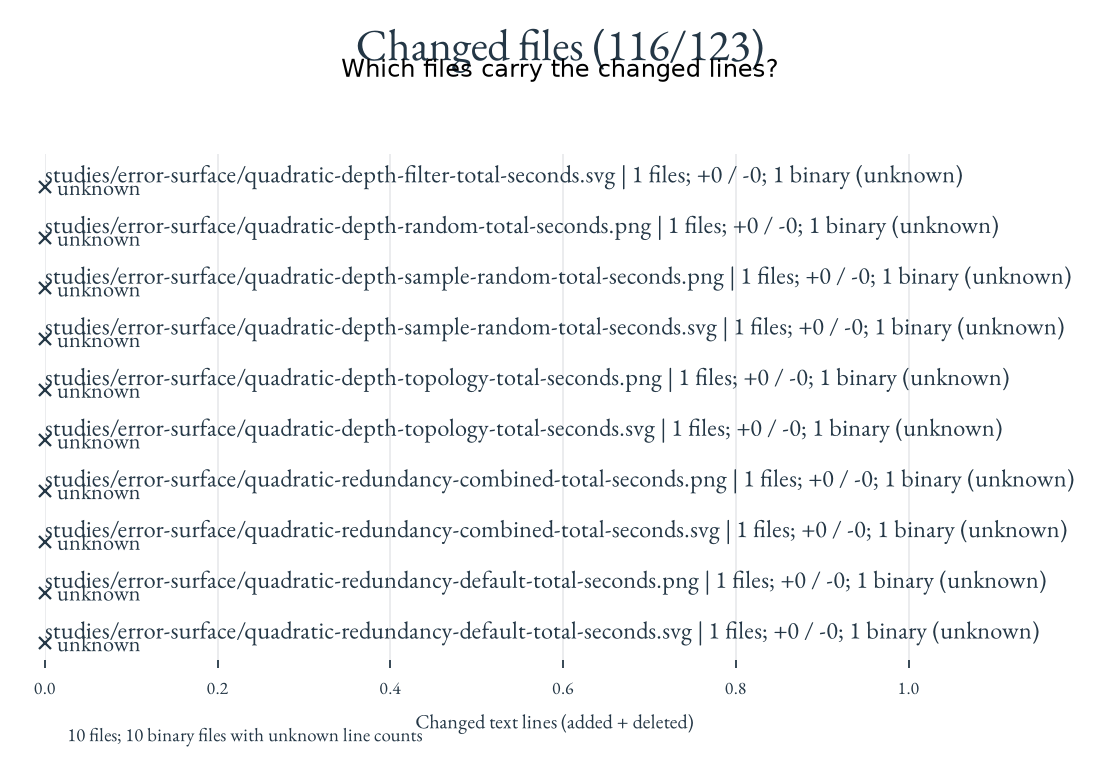 Changed files (116/123)
Which files carry the changed lines?
studies/error-surface/quadratic-depth-filter-total-seconds.svg | 1 files; +0 / -0; 1 binary (unknown)
unknown
studies/error-surface/quadratic-depth-random-total-seconds.png | 1 files; +0 / -0; 1 binary (unknown)
unknown
studies/error-surface/quadratic-depth-sample-random-total-seconds.png | 1 files; +0 / -0; 1 binary (unknown)
unknown
studies/error-surface/quadratic-depth-sample-random-total-seconds.svg | 1 files; +0 / -0; 1 binary (unknown)
unknown
studies/error-surface/quadratic-depth-topology-total-seconds.png | 1 files; +0 / -0; 1 binary (unknown)
unknown
studies/error-surface/quadratic-depth-topology-total-seconds.svg | 1 files; +0 / -0; 1 binary (unknown)
unknown
studies/error-surface/quadratic-redundancy-combined-total-seconds.png | 1 files; +0 / -0; 1 binary (unknown)
unknown
studies/error-surface/quadratic-redundancy-combined-total-seconds.svg | 1 files; +0 / -0; 1 binary (unknown)
unknown
studies/error-surface/quadratic-redundancy-default-total-seconds.png | 1 files; +0 / -0; 1 binary (unknown)
unknown
studies/error-surface/quadratic-redundancy-default-total-seconds.svg | 1 files; +0 / -0; 1 binary (unknown)
unknown
0.0 0.2 0.4 0.6 0.8 1.0
Changed text lines (added + deleted)
10 files; 10 binary files with unknown line counts